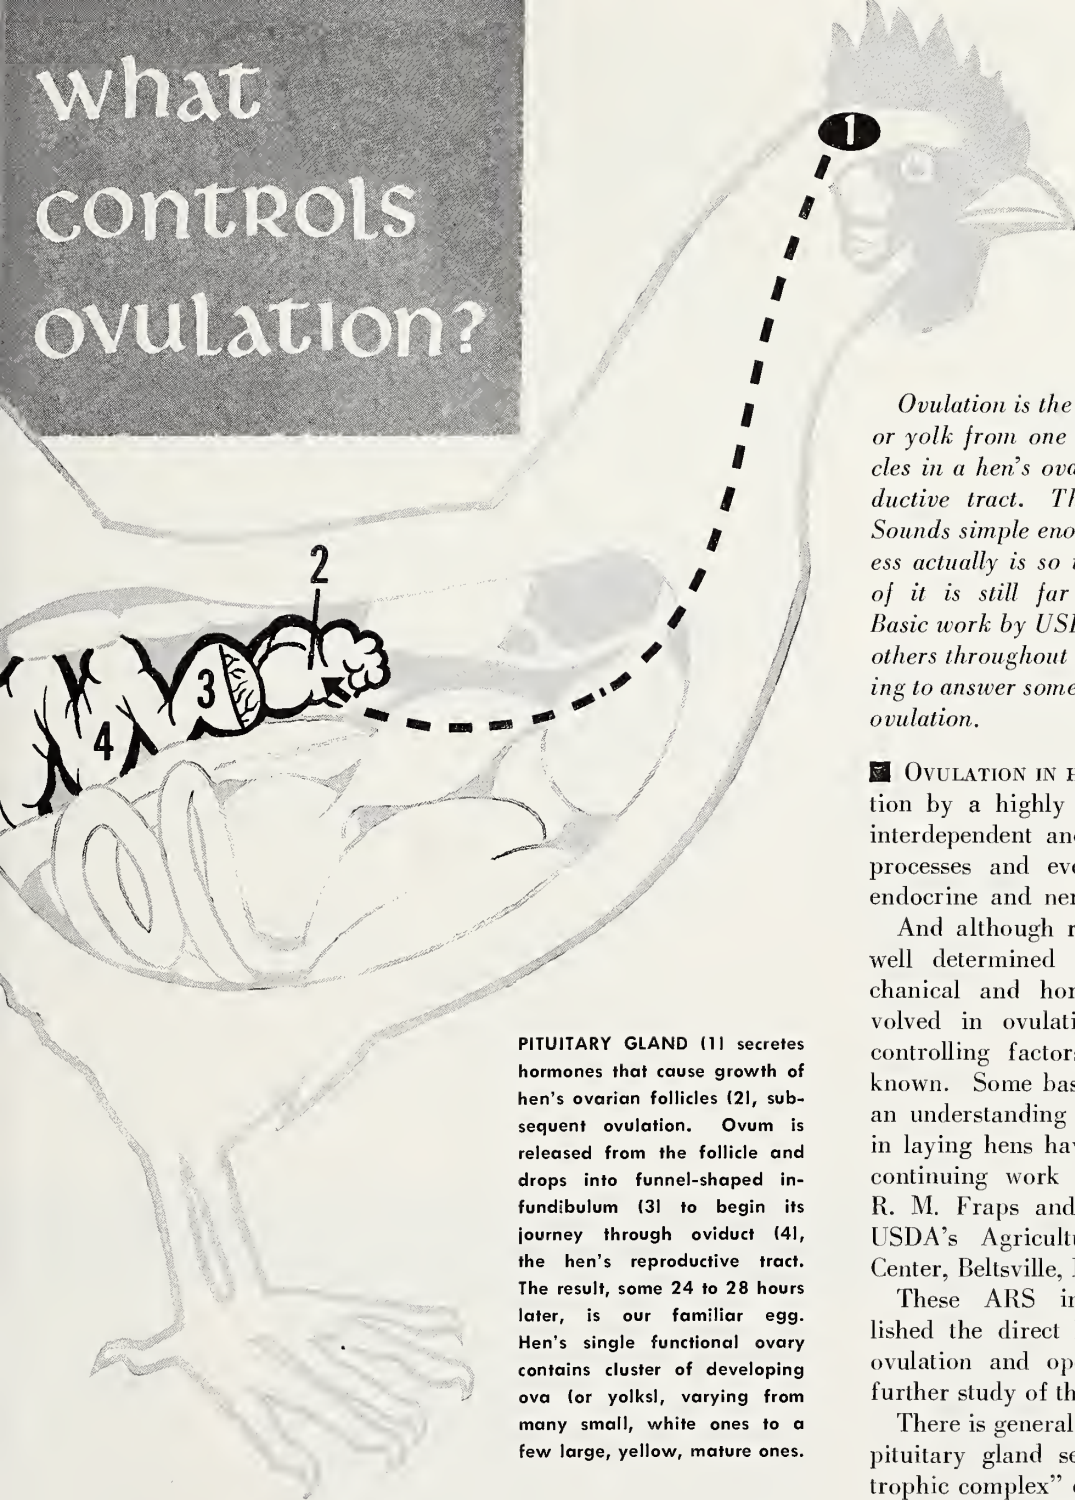 what
controls
ovulation?
1
2
3
4
PITUITARY GLAND (1) secretes
hormones that cause growth of
hen's ovarian follicles (2), sub-
sequent ovulation. Ovum is
released from the follicle and
drops into funnel-shaped in-
fundibulum (3) to begin its
journey through oviduct (4),
the hen's reproductive tract.
The result, some 24 to 28 hours
later, is our familiar egg.
Hen's single functional ovary
contains cluster of developing
ova (or yolks), varying from
many small, white ones to a
few large, yellow, mature ones.
Ovulation is the
or yolk from one
cles in a hen's ova
ductive tract. Th
Sounds simple eno
ess actually is so
of it is still far
Basic work by USD
others throughout
ing to answer some
ovulation.
OVULATION IN H
tion by a highly
interdependent and
processes and eve
endocrine and ner
And although
well determined
chanical and hor
volved in ovulati
controlling factors
known. Some bas
an understanding
in laying hens hav
continuing work
R. M. Fraps and
USDA's Agricultu
Center, Beltsville,
These ARS in
lished the direct
ovulation and op
further study of th
There is general
pituitary gland se
trophic complex"